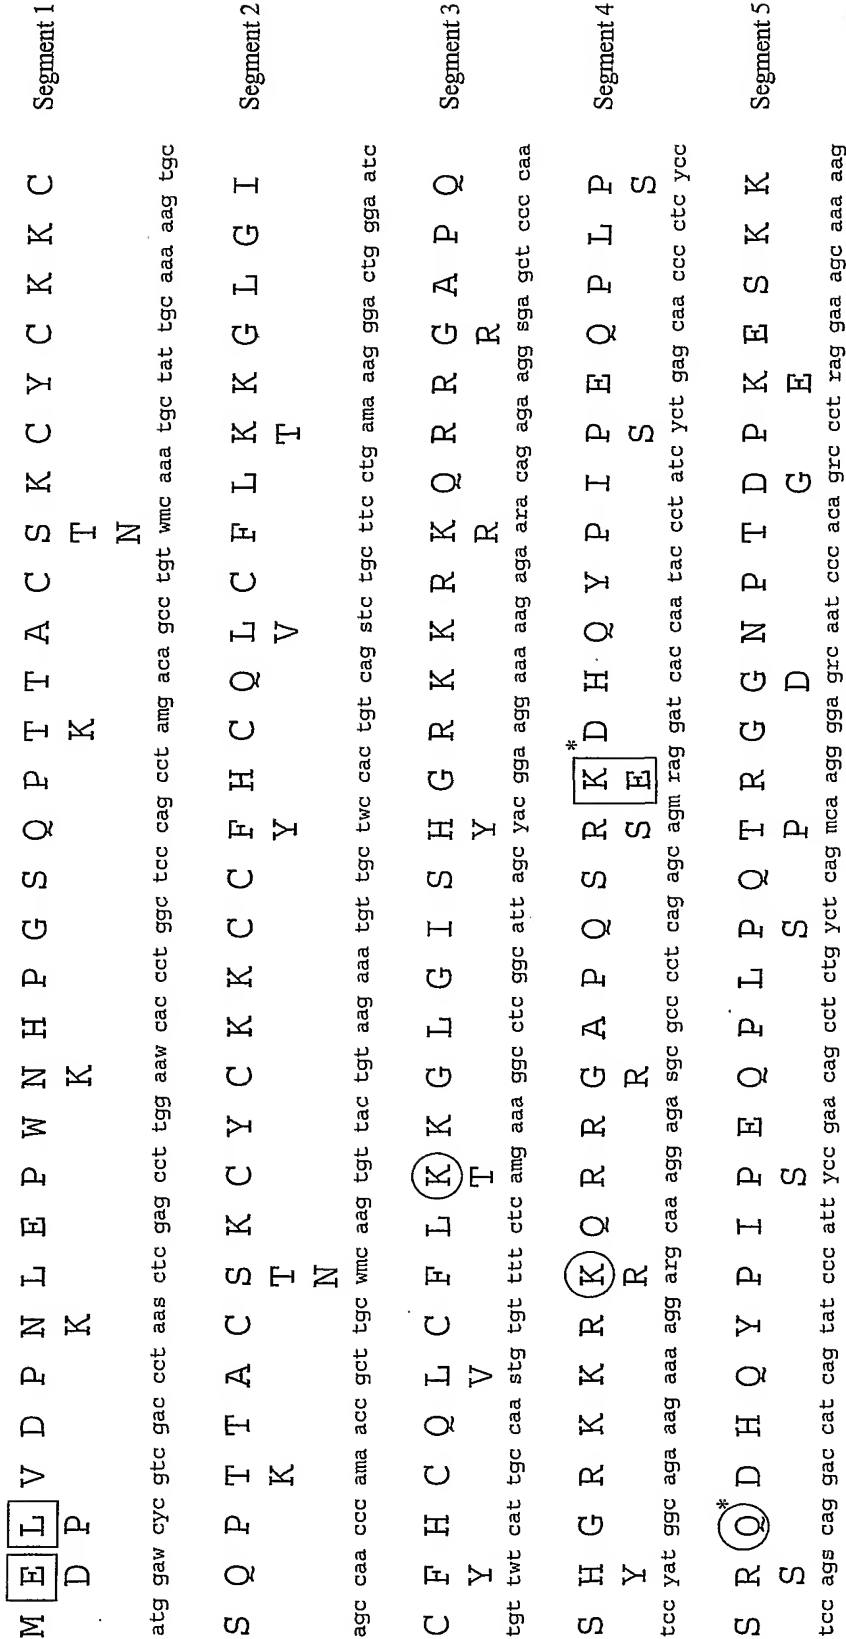 M E L V D P N L E P W N H P G S Q P T T A C S K C Y C K K C Segment 1
D P K K K T
N
atg gaw cyc gtc gac cct aas ctc gag cct tgg aaw cac cct ggc tcc cag cct amg aca gcc tgt wmc aaa tgc tat tgc aaa aag tgc
S Q P T T A C S K C Y C K K C C F H C Q L C F L K K G L G I Segment 2
K T Y V T
N
agc caa ccc ama acc gct tgc wmc aag tgt tac tgt aag aaa tgt tgc twc cac tgt cag stc tgc ttc ctg ama aag gga ctg gga atc
C F H C Q L C F L K K G L G I S H G R K K R K Q R R G A P Q Segment 3
Y V T Y R R
tgt twt cat tgc caa stg tgt ttt ctc amg aaa ggc ctc ggc att agc yac gga agg aaa aag aga ara cag aga agg sga gct ccc caa
S H G R K K R K Q R R G A P Q S R K* D H Q Y P I P E Q P L P Segment 4
Y R R S E S S
tcc yat ggc aga aag aaa agg arg caa agg aga sgc gcc cct cag agc agm rag gat cac caa tac cct atc yct gag caa ccc ctc ycc
S R Q* D H Q Y P I P E Q P L P Q T R G G N P T D P K E S K K Segment 5
S S S P D G E
tcc ags cag gac cat cag tat ccc att ycc gaa cag cct ctg yct cag mca agg gga grc aat ccc aca grc cct rag gaa agc aaa aag